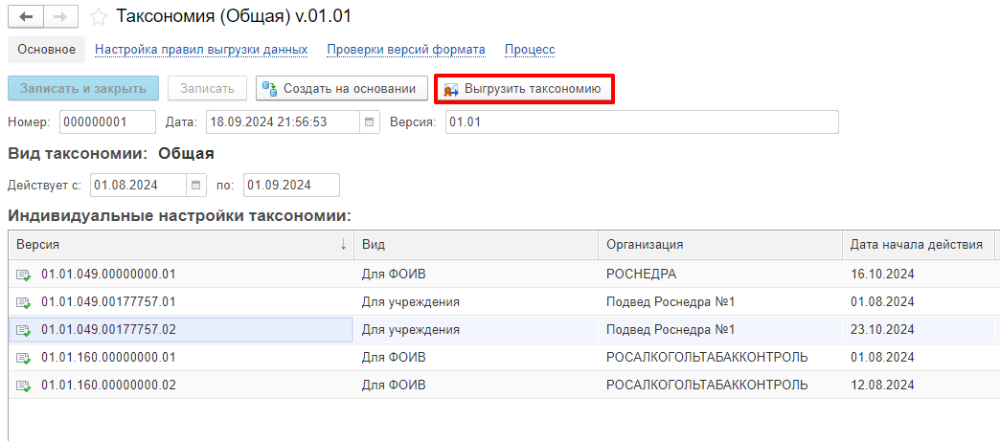 Таксономия (Общая) v.01.01
Основное Настройка правил выгрузки данных Проверки версий формата Процесс
Записать и закрыть Записать Создать на основании Выгрузить таксономию
Номер: 000000001 Дата: 18.09.2024 21:56:53 Версия: 01.01
Вид таксономии: Общая
Действует с: 01.08.2024 по: 01.09.2024
Индивидуальные настройки таксономии:
Версия ↓ Вид Организация Дата начала действия
01.01.049.00000000.01 Для ФОИВ РОСНЕДРА 16.10.2024
01.01.049.00177757.01 Для учреждения Подвед Роснедра №1 01.08.2024
01.01.049.00177757.02 Для учреждения Подвед Роснедра №1 23.10.2024
01.01.160.00000000.01 Для ФОИВ РОСАЛКОГОЛЬТАБАККОНТРОЛЬ 01.08.2024
01.01.160.00000000.02 Для ФОИВ РОСАЛКОГОЛЬТАБАККОНТРОЛЬ 12.08.2024